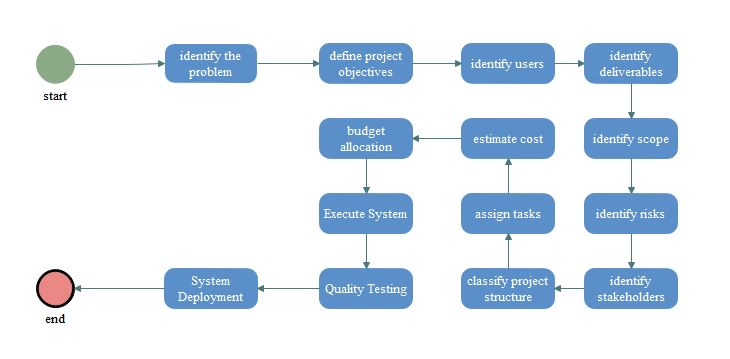 identify the
problem
define project
objectives
identify users
identify
deliverables
start
budget
allocation
estimate cost
identify scope
Execute System
assign tasks
identify risks
System
Deployment
Quality Testing
classify project
structure
identify
stakeholders
end